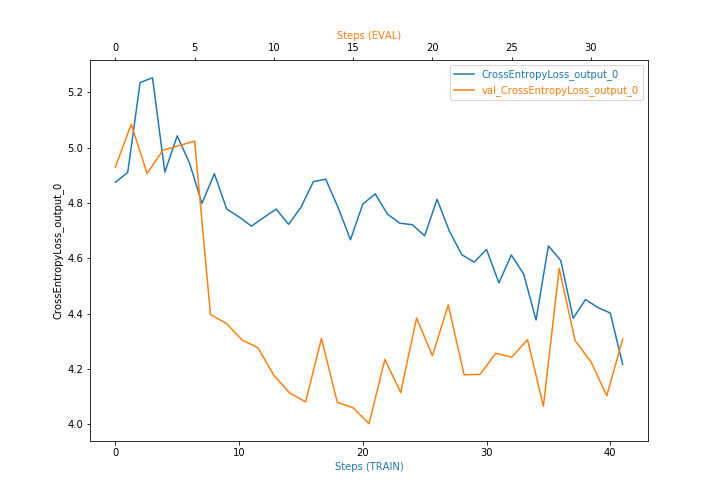 Steps (EVAL)
0 5 10 15 20 25 30
CrossEntropyLoss_output_0
val_CrossEntropyLoss_output_0
5.2
5.0
4.8
4.6
4.4
4.2
4.0
CrossEntropyLoss_output_0
0 10 20 30 40
Steps (TRAIN)